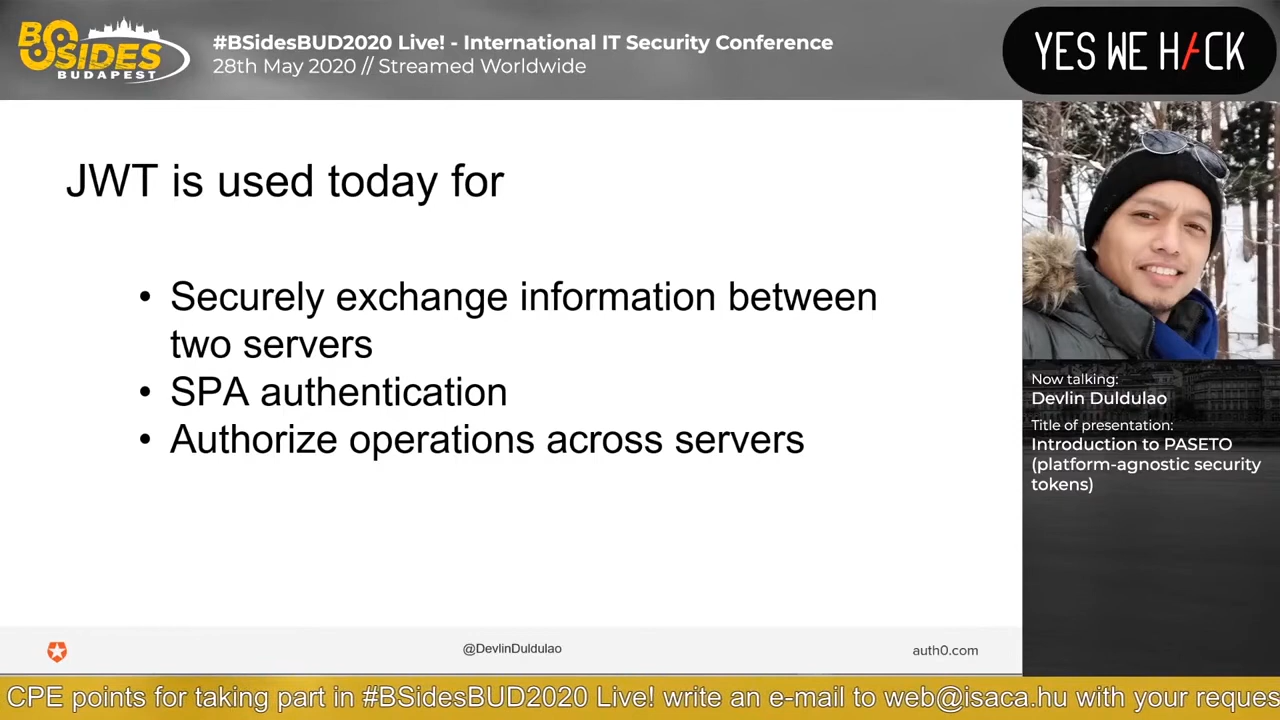 BSIDES
BUDAPEST
#BSidesBUD2020 Live! - International IT Security Conference
28th May 2020 // Streamed Worldwide
YES WE H/CK
JWT is used today for
• Securely exchange information between
two servers
• SPA authentication
• Authorize operations across servers
Now talking:
Devlin Duldulao
Title of presentation:
Introduction to PASETO
(platform-agnostic security
tokens)
@DevlinDuldulao
auth0.com
CPE points for taking part in #BSidesBUD2020 Live! write an e-mail to web@isaca.hu with your reques